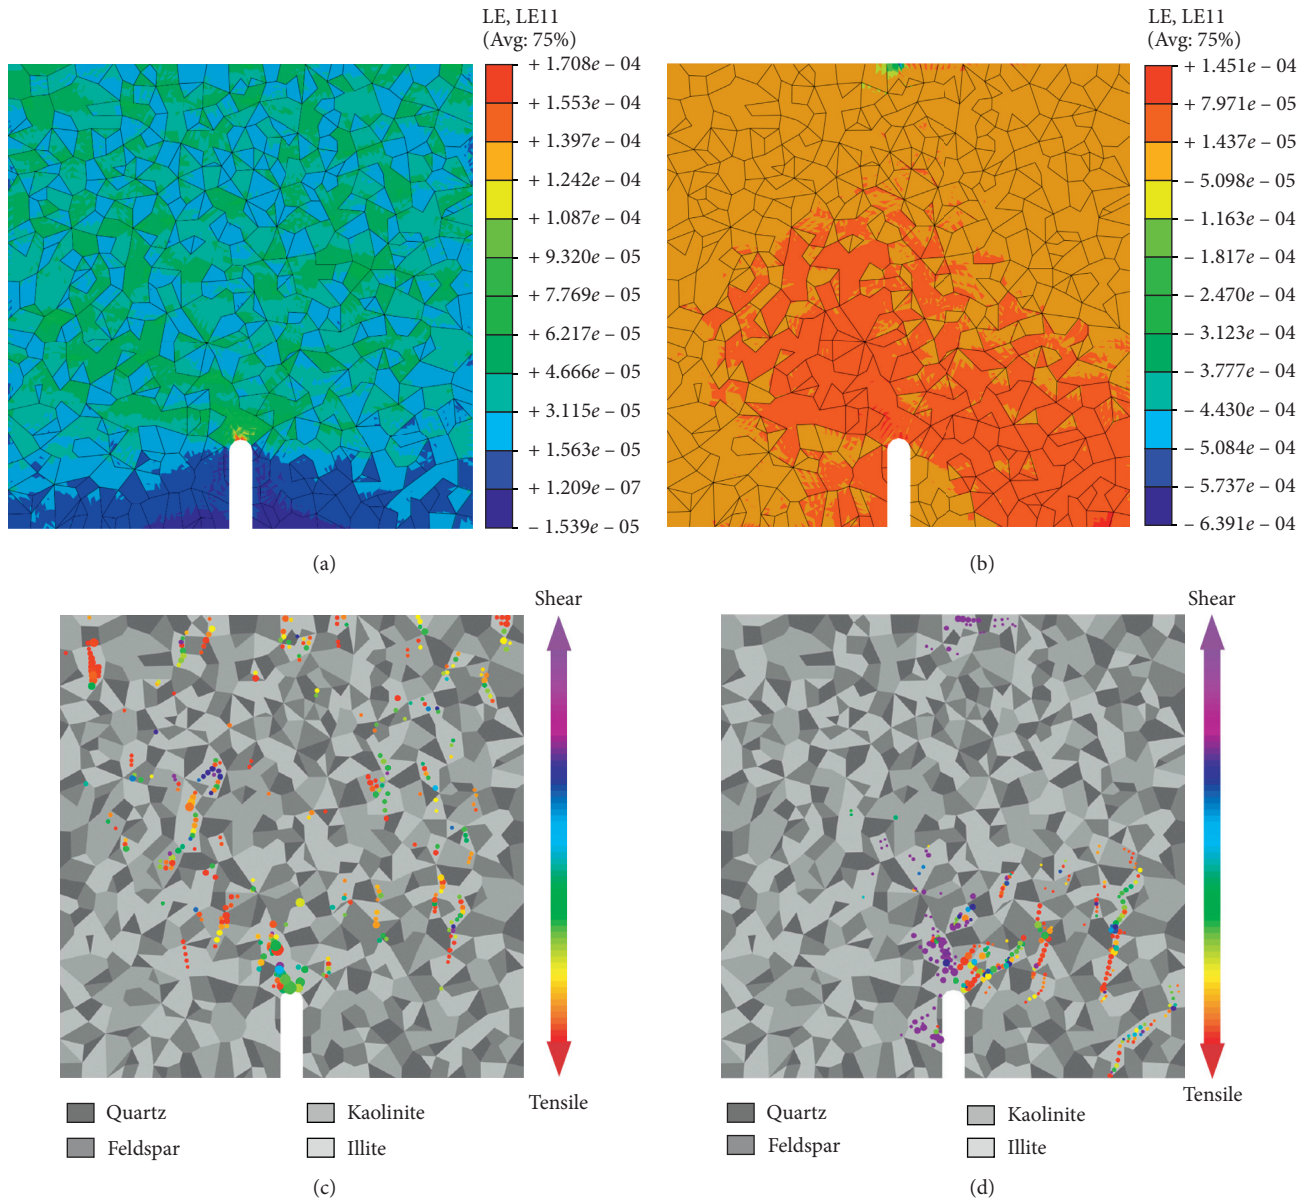 LE, LE11
(Avg: 75%)
+ 1.708e – 04
+ 1.553e – 04
+ 1.397e – 04
+ 1.242e – 04
+ 1.087e – 04
+ 9.320e – 05
+ 7.769e – 05
+ 6.217e – 05
+ 4.666e – 05
+ 3.115e – 05
+ 1.563e – 05
+ 1.209e – 07
– 1.539e – 05
(a)
LE, LE11
(Avg: 75%)
+ 1.451e – 04
+ 7.971e – 05
+ 1.437e – 05
– 5.098e – 05
– 1.163e – 04
– 1.817e – 04
– 2.470e – 04
– 3.123e – 04
– 3.777e – 04
– 4.430e – 04
– 5.084e – 04
– 5.737e – 04
– 6.391e – 04
(b)
Shear
Tensile
Quartz
Kaolinite
Feldspar
Illite
(c)
Shear
Tensile
Quartz
Kaolinite
Feldspar
Illite
(d)